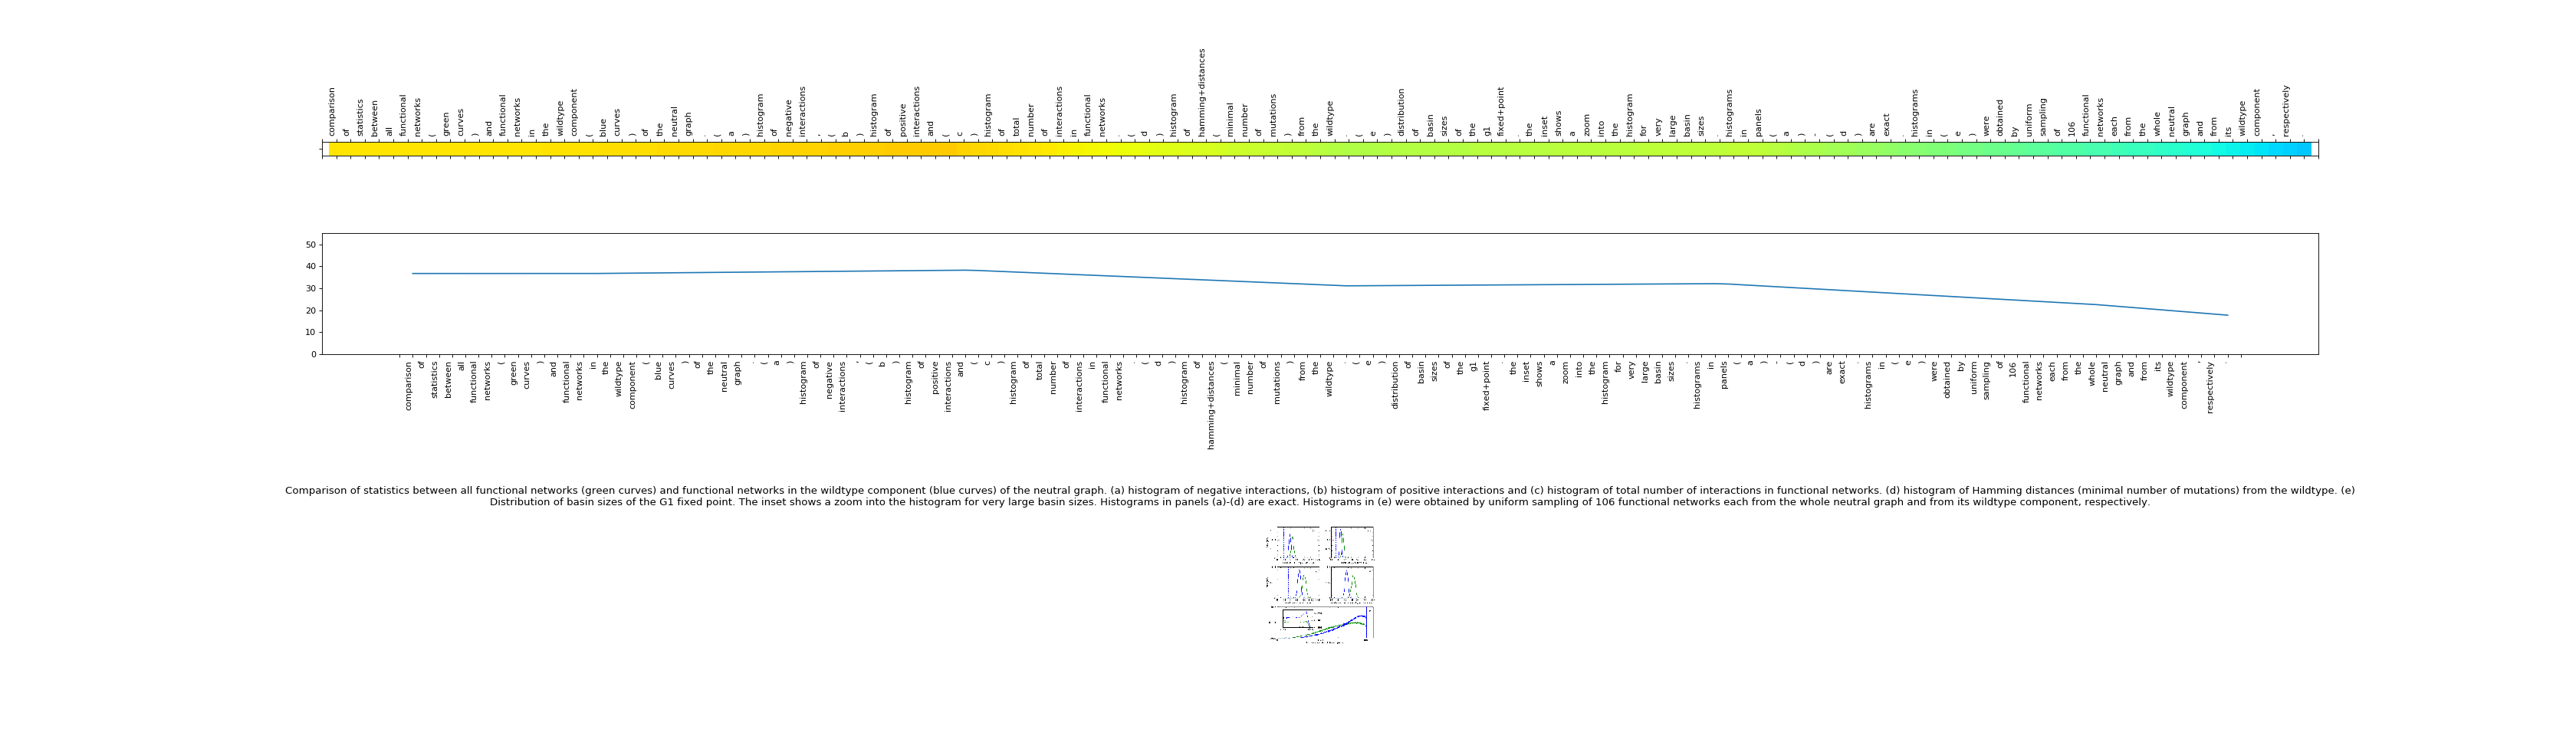 comparison of statistics between all functional networks ( green curves ) and functional networks in the wildtype component ( blue curves ) of the neutral graph . ( a ) histogram of negative interactions , ( b ) histogram of positive interactions and ( c ) histogram of total number of interactions in functional networks . ( d ) histogram of hamming+distances ( minimal number of mutations ) from the wildtype . ( e ) distribution of basin sizes of the g1 fixed+point . the inset shows a zoom into the histogram for very large basin sizes . histograms in panels ( a ) - ( d ) are exact . histograms in ( e ) were obtained by uniform sampling of 106 functional networks each from the whole neutral graph and from its wildtype component , respectively .
50
40
30
20
10
0
comparison of statistics between all functional networks ( green curves ) and functional networks in the wildtype component ( blue curves ) of the neutral graph . ( a ) histogram of negative interactions , ( b ) histogram of positive interactions and ( c ) histogram of total number of interactions in functional networks . ( d ) histogram of hamming+distances ( minimal number of mutations ) from the wildtype . ( e ) distribution of basin sizes of the g1 fixed+point . the inset shows a zoom into the histogram for very large basin sizes . histograms in panels ( a ) - ( d ) are exact . histograms in ( e ) were obtained by uniform sampling of 106 functional networks each from the whole neutral graph and from its wildtype component , respectively .
Comparison of statistics between all functional networks (green curves) and functional networks in the wildtype component (blue curves) of the neutral graph. (a) histogram of negative interactions, (b) histogram of positive interactions and (c) histogram of total number of interactions in functional networks. (d) histogram of Hamming distances (minimal number of mutations) from the wildtype. (e)
Distribution of basin sizes of the G1 fixed point. The inset shows a zoom into the histogram for very large basin sizes. Histograms in panels (a)-(d) are exact. Histograms in (e) were obtained by uniform sampling of 106 functional networks each from the whole neutral graph and from its wildtype component, respectively.